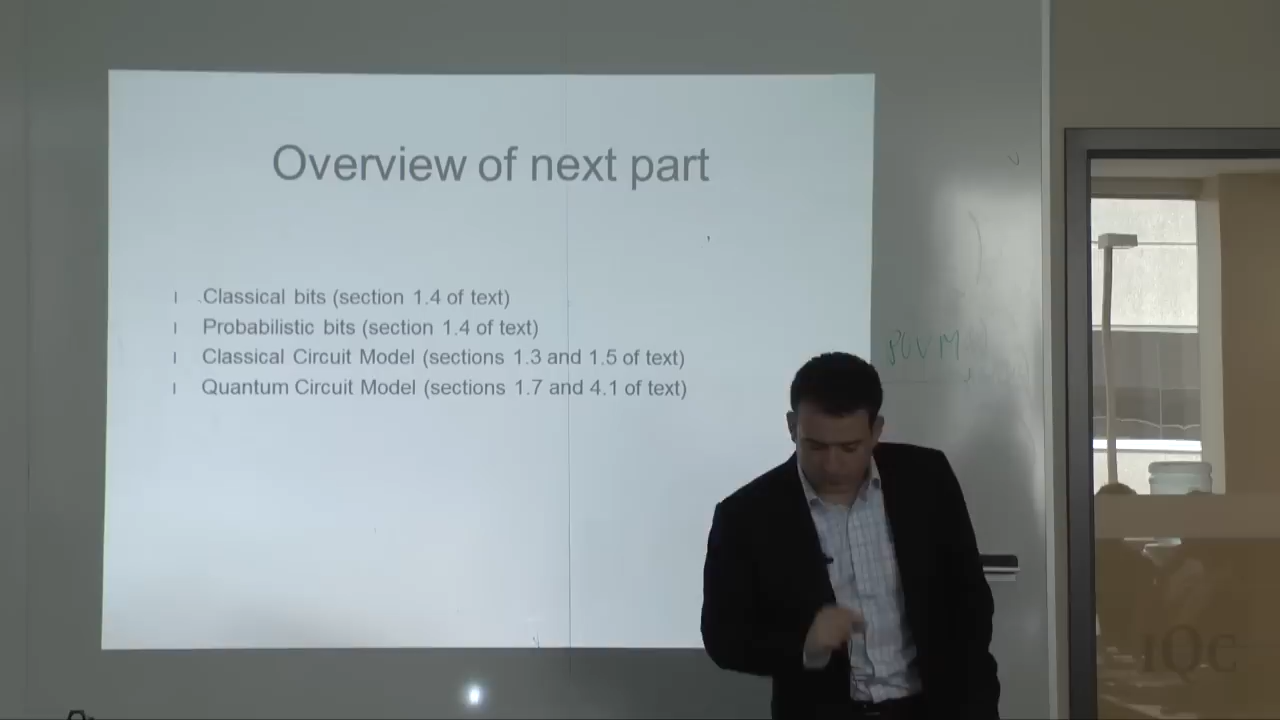 Overview of next part
Classical bits (section 1.4 of text)
Probabilistic bits (section 1.4 of text)
Classical Circuit Model (sections 1.3 and 1.5 of text)
Quantum Circuit Model (sections 1.7 and 4.1 of text)
POVM
IQC